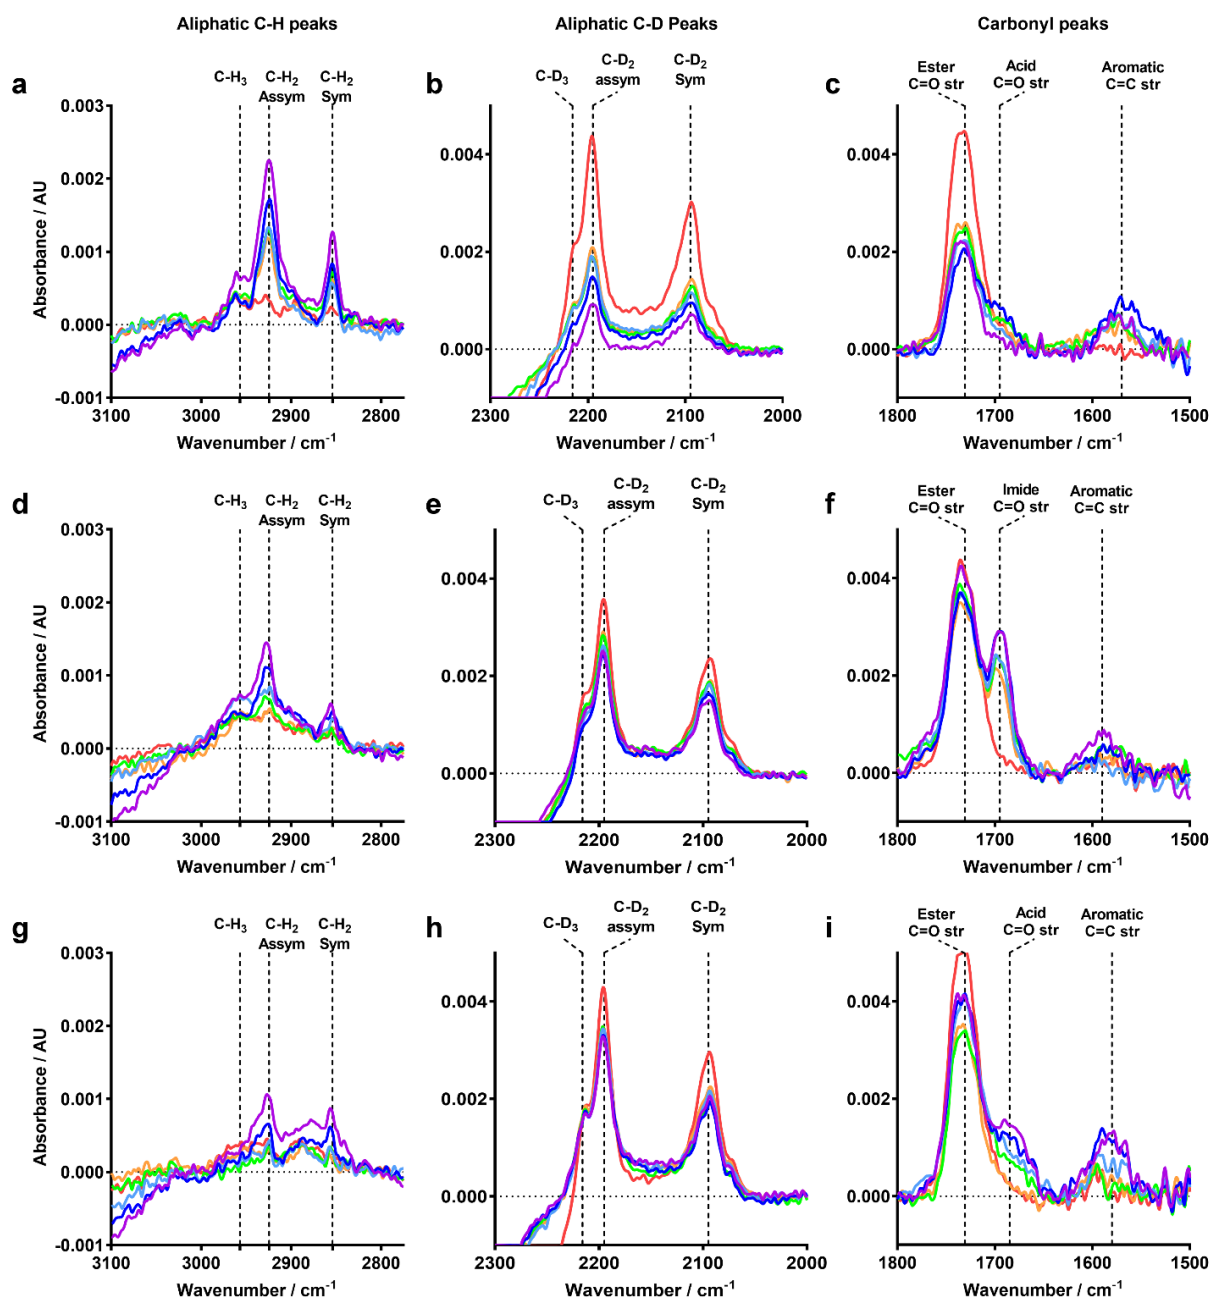 Aliphatic C-H peaks
Aliphatic C-D Peaks
Carbonyl peaks
a
C-H3
C-H2
Assym
C-H2
Sym
0.003
0.002
0.001
0.000
-0.001
Absorbance / AU
3100
3000
2900
2800
Wavenumber / cm-1
b
C-D3
C-D2
assym
C-D2
Sym
0.004
0.002
0.000
2300
2200
2100
2000
Wavenumber / cm-1
c
Ester
C=O str
Acid
C=O str
Aromatic
C=C str
0.004
0.002
0.000
1800
1700
1600
1500
Wavenumber / cm-1
d
C-H3
C-H2
Assym
C-H2
Sym
0.003
0.002
0.001
0.000
-0.001
Absorbance / AU
3100
3000
2900
2800
Wavenumber / cm-1
e
C-D3
C-D2
assym
C-D2
Sym
0.004
0.002
0.000
2300
2200
2100
2000
Wavenumber / cm-1
f
Ester
C=O str
Imide
C=O str
Aromatic
C=C str
0.004
0.002
0.000
1800
1700
1600
1500
Wavenumber / cm-1
g
C-H3
C-H2
Assym
C-H2
Sym
0.003
0.002
0.001
0.000
-0.001
Absorbance / AU
3100
3000
2900
2800
Wavenumber / cm-1
h
C-D3
C-D2
assym
C-D2
Sym
0.004
0.002
0.000
2300
2200
2100
2000
Wavenumber / cm-1
i
Ester
C=O str
Acid
C=O str
Aromatic
C=C str
0.004
0.002
0.000
1800
1700
1600
1500
Wavenumber / cm-1